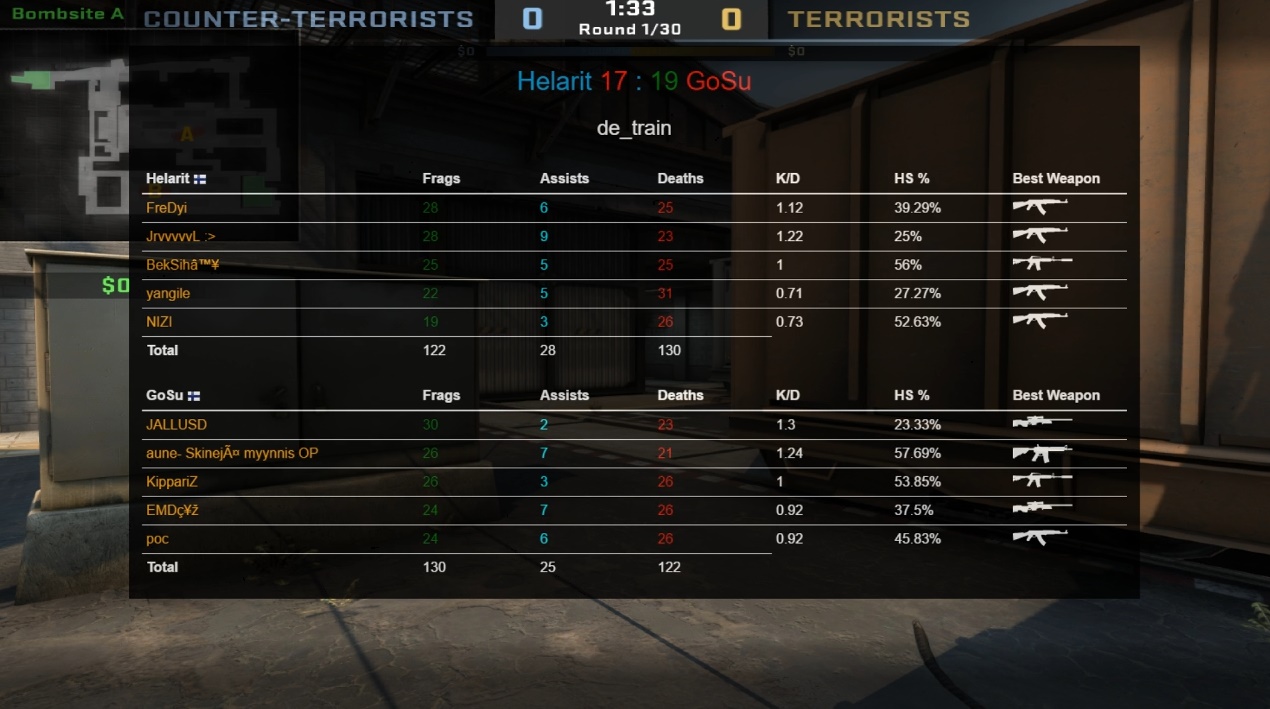 Bombsite A
COUNTER-TERRORISTS 0 1:33 0 TERRORISTS
Round 1/30
$0 $0
Helarit 17 : 19 GoSu
de_train
A
Helarit Frags Assists Deaths K/D HS % Best Weapon
B
FreDyi 28 6 25 1.12 39.29%
JrvvvvvL :> 28 9 23 1.22 25%
BekSihâ™¥ 25 5 25 1 56%
$0
yangile 22 5 31 0.71 27.27%
NIZI 19 3 26 0.73 52.63%
Total 122 28 130
GoSu Frags Assists Deaths K/D HS % Best Weapon
JALLUSD 30 2 23 1.3 23.33%
aune- SkinejÃ¤ myynnis OP 26 7 21 1.24 57.69%
KippariZ 26 3 26 1 53.85%
EMDç¥ž 24 7 26 0.92 37.5%
poc 24 6 26 0.92 45.83%
Total 130 25 122